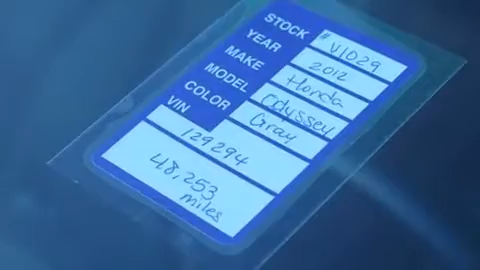 STOCK # V1029
YEAR 2012
MAKE Honda
MODEL Odyssey
COLOR Gray
VIN 129294
48,253
miles